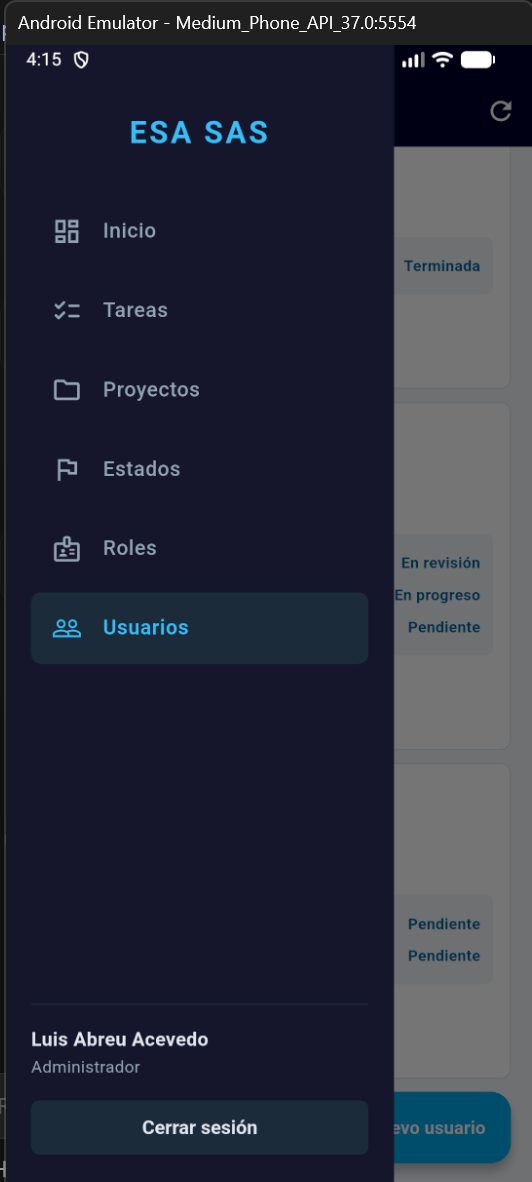 Android Emulator - Medium_Phone_API_37.0:5554
4:15
ESA SAS
Inicio
Terminada
Tareas
Proyectos
Estados
Roles
En revisión
En progreso
Pendiente
Usuarios
Pendiente
Pendiente
Luis Abreu Acevedo
Administrador
Cerrar sesión
usuario